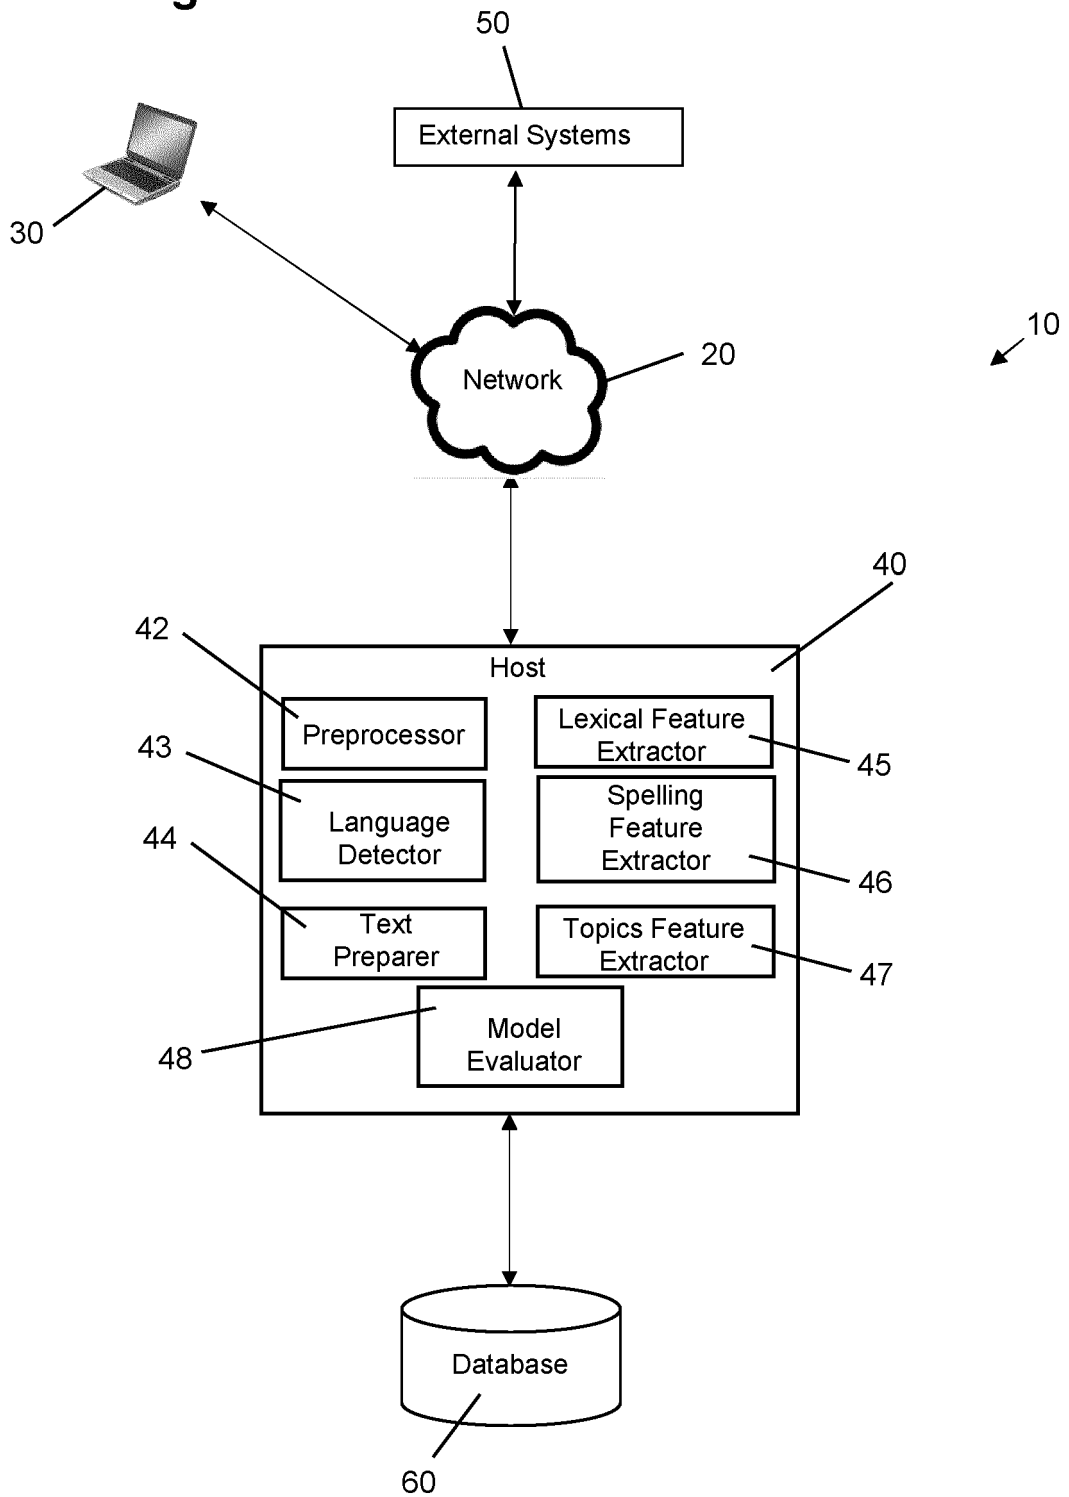 50
External Systems
30
10
20
Network
40
42
Host
Preprocessor
Lexical Feature
Extractor
43
45
Language
Detector
Spelling
Feature
Extractor
44
46
Text
Preparer
Topics Feature
Extractor
47
48
Model
Evaluator
Database
60